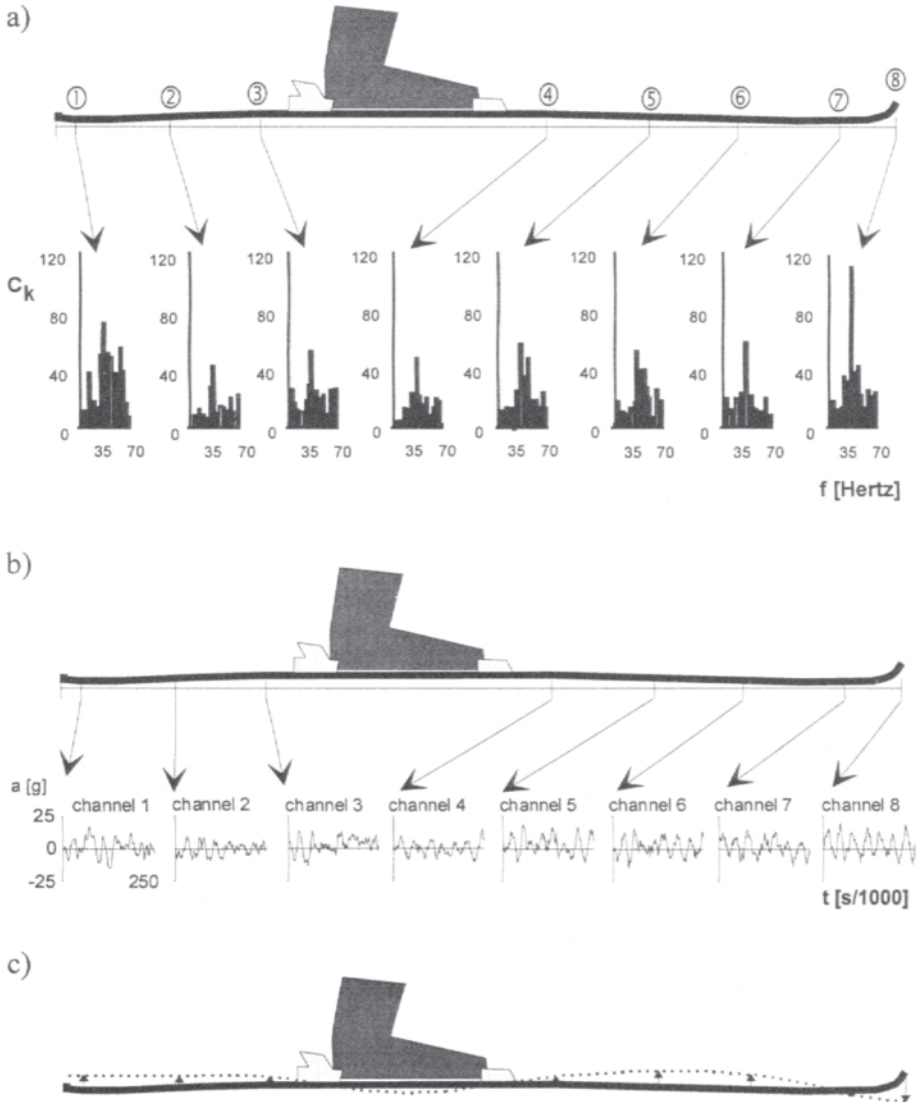 a)
① ② ③ ④ ⑤ ⑥ ⑦ ⑧
120 120 120 120 120 120 120 120
Ck
80 80 80 80 80 80 80 80
40 40 40 40 40 40 40 40
0 0 0 0 0 0 0 0
35 70 35 70 35 70 35 70 35 70 35 70 35 70 35 70
f [Hertz]
b)
a [g]
channel 1 channel 2 channel 3 channel 4 channel 5 channel 6 channel 7 channel 8
25
0
-25 250
t [s/1000]
c)